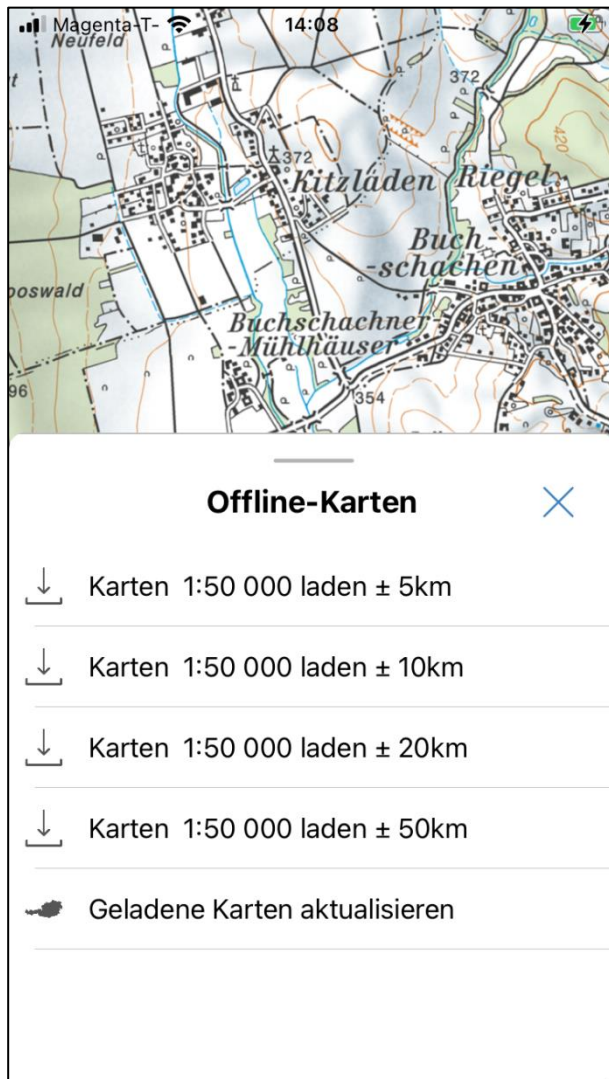 Magenta-T-
14:08
Neufeld
372
420
372
Kitzladen
Riegel
Buch-
-schachen
ooswald
Buchschachner-
-Mühlhäuser
96
354
Offline-Karten
Karten 1:50 000 laden ± 5km
Karten 1:50 000 laden ± 10km
Karten 1:50 000 laden ± 20km
Karten 1:50 000 laden ± 50km
Geladene Karten aktualisieren